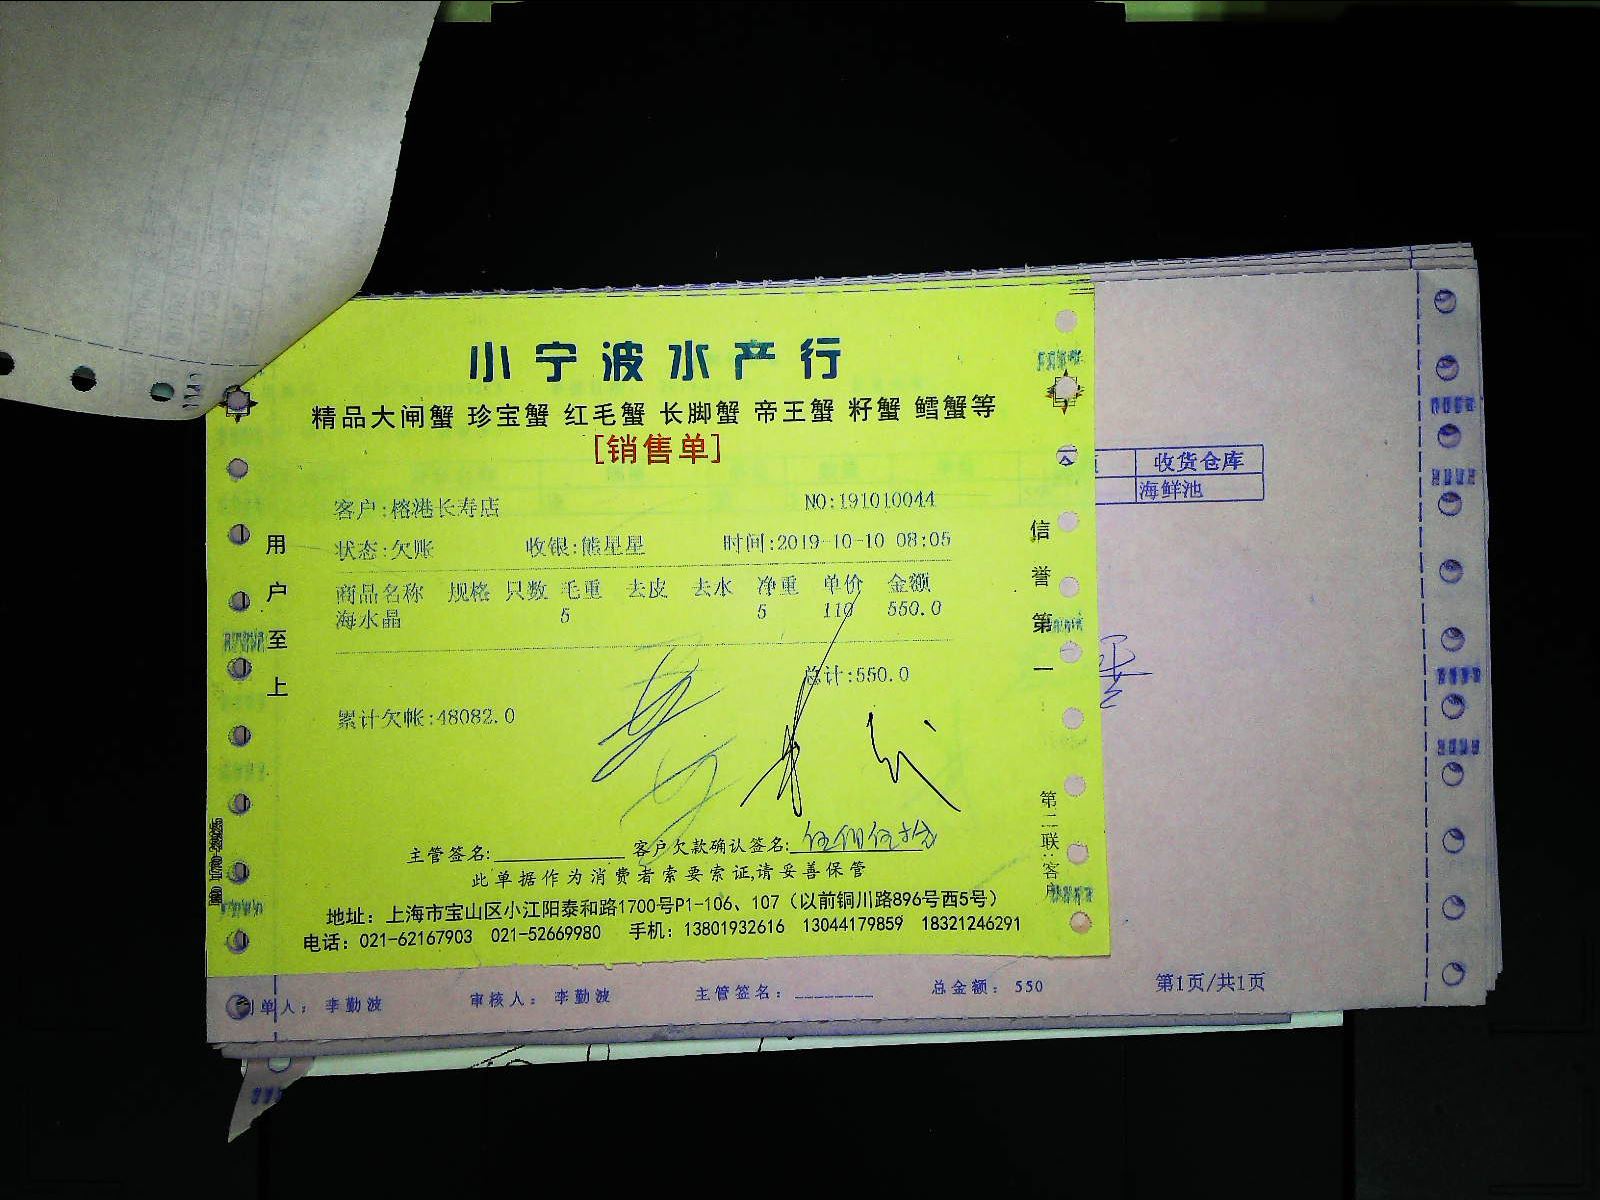 小宁波水产行
精品大闸蟹 珍宝蟹 红毛蟹 长脚蟹 帝王蟹 籽蟹 鳕蟹等
[销售单]
收货仓库
海鲜池
客户:榕港长寿店 NO:191010044
状态:欠账 收银:熊星星 时间:2019-10-10 08:05
商品名称 规格 只数 毛重 去皮 去水 净重 单价 金额
海水晶 5 5 110 550.0
总计:550.0
累计欠帐:48082.0
用户至上
信誉第一
第二联:客户
主管签名: 客户欠款确认签名: 伍佰伍拾
此单据作为消费者索要索证,请妥善保管
地址：上海市宝山区小江阳泰和路1700号P1-106、107（以前铜川路896号西5号）
电话：021-62167903 021-52669980 手机：13801932616 13044179859 18321246291
单人：李勤波 审核人：李勤波 主管签名： 总金额：550 第1页/共1页